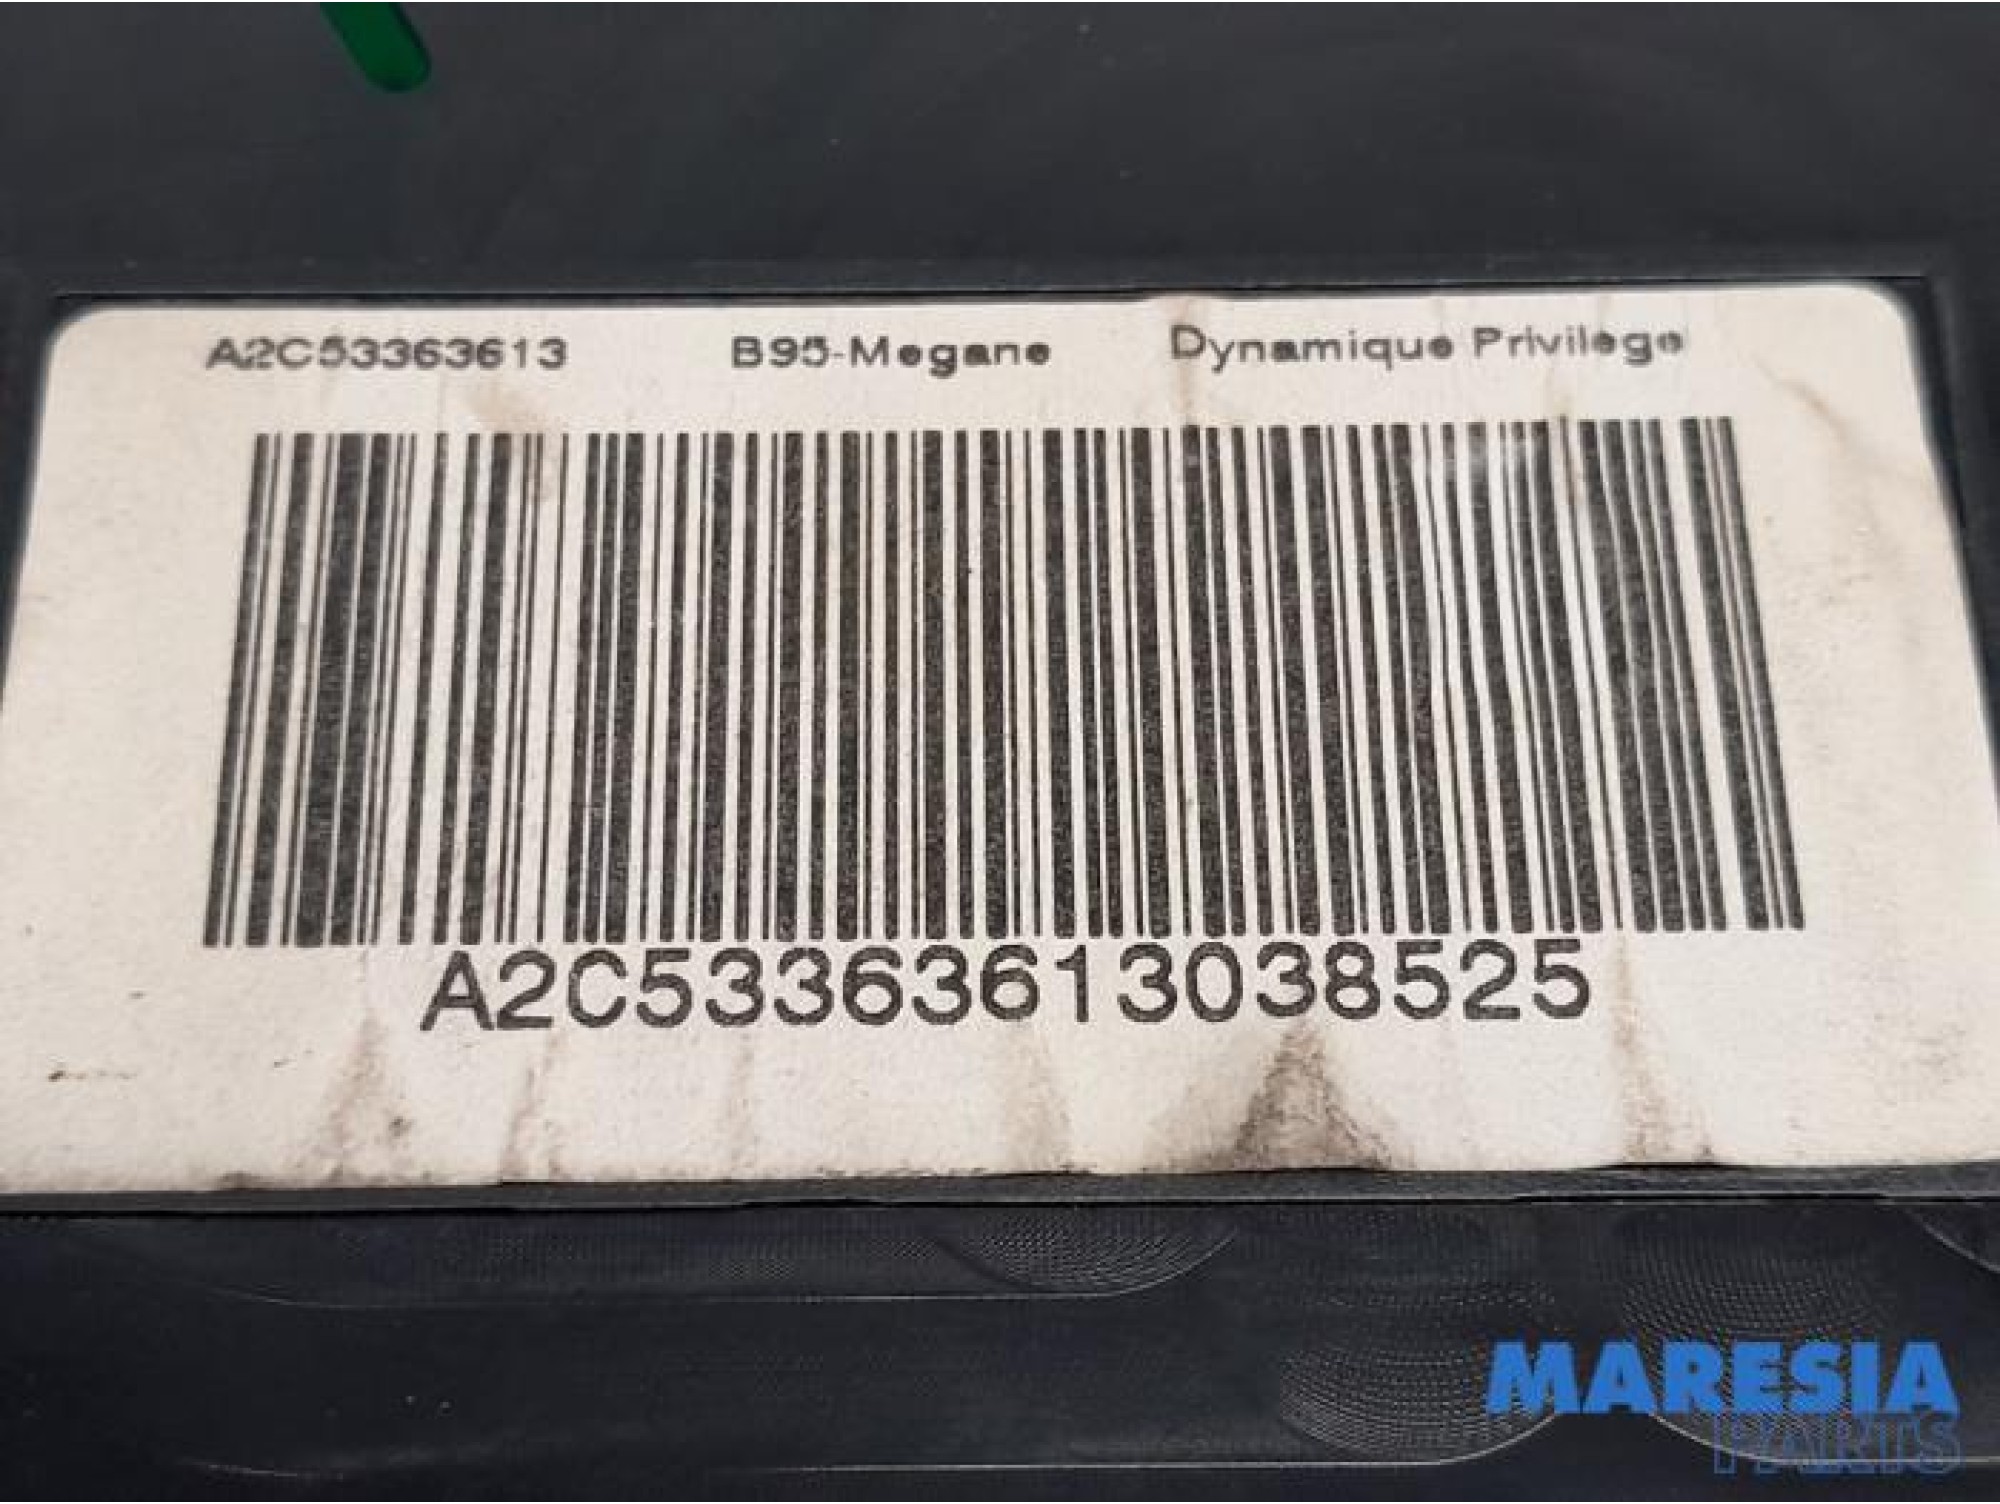 A2C53363613 B95-Megane Dynamique Privilege
A2C53363613038525
MARESIA
PARTS